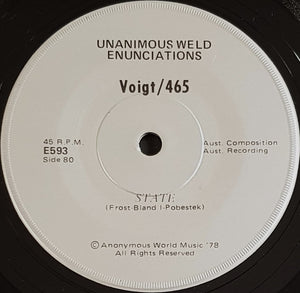 UNANIMOUS WELD
ENUNCIATIONS
Voigt/465
45 R.P.M.
E593
Side 80
Aust. Composition
Aust. Recording
STATE
(Frost-Bland I-Pobestek)
© Anonymous World Music '78
All Rights Reserved